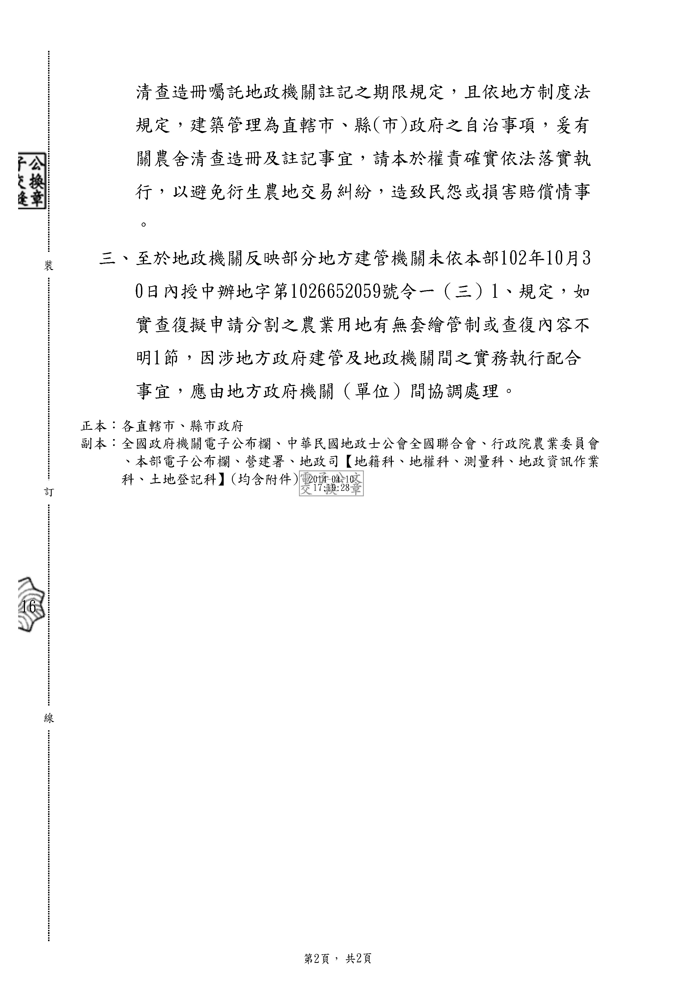 清查造冊囑託地政機關註記之期限規定，且依地方制度法
規定，建築管理為直轄市、縣(市)政府之自治事項，爰有
關農舍清查造冊及註記事宜，請本於權責確實依法落實執
行，以避免衍生農地交易糾紛，造致民怨或損害賠償情事
。
三、至於地政機關反映部分地方建管機關未依本部102年10月3
0日內授中辦地字第1026652059號令一（三）1、規定，如
實查復擬申請分割之農業用地有無套繪管制或查復內容不
明1節，因涉地方政府建管及地政機關間之實務執行配合
事宜，應由地方政府機關（單位）間協調處理。
正本：各直轄市、縣市政府
副本：全國政府機關電子公布欄、中華民國地政士公會全國聯合會、行政院農業委員會
、本部電子公布欄、營建署、地政司【地籍科、地權科、測量科、地政資訊作業
科、土地登記科】(均含附件)
電子公文
2014-04-10
交換章
17:19:28
子公
交換
縫章
裝
訂
16
線
第2頁， 共2頁